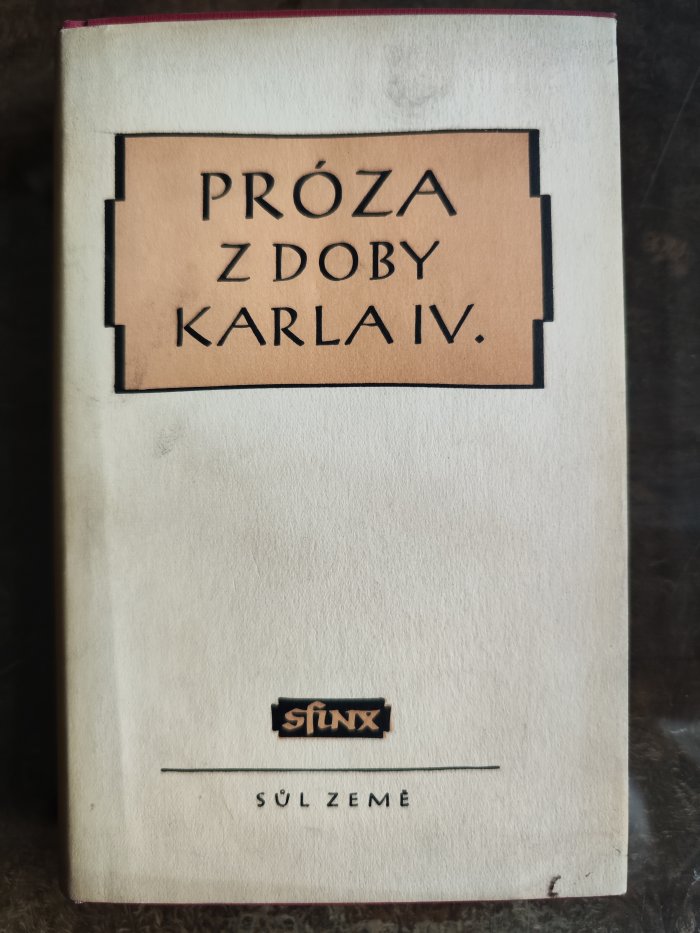 PRÓZA
Z DOBY
KARLA IV.
sfinx
SŮL ZEMĚ